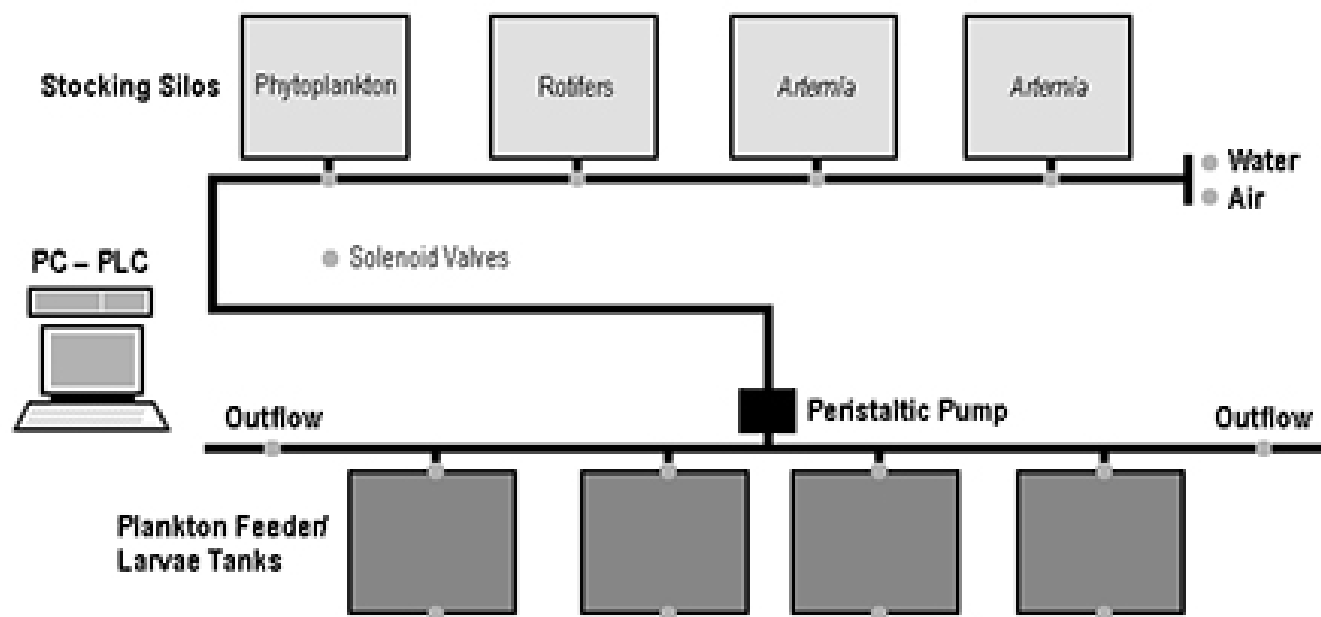 Stocking Silos
Phytoplankton
Rotifers
Artemia
Artemia
Water
Air
Solenoid Valves
PC – PLC
Peristaltic Pump
Outflow
Outflow
Plankton Feeder/
Larvae Tanks